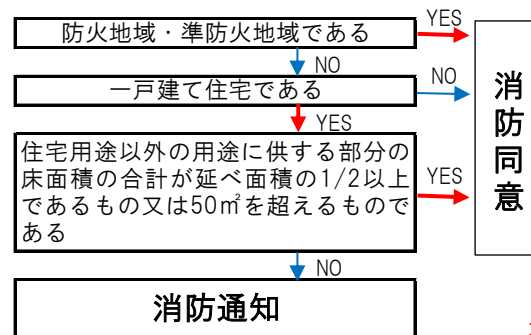 防火地域・準防火地域である
YES
NO
一戸建て住宅である
NO
YES
住宅用途以外の用途に供する部分の
床面積の合計が延べ面積の1/2以上
であるもの又は50㎡を超えるもので
ある
YES
消防同意
NO
消防通知